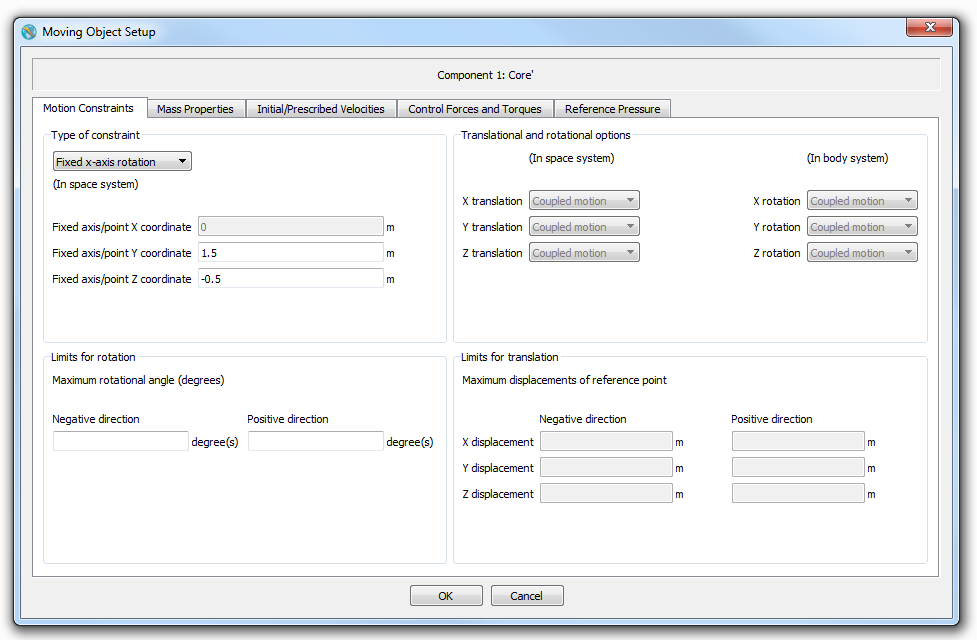 Moving Object Setup
Component 1: Core'
Motion Constraints Mass Properties Initial/Prescribed Velocities Control Forces and Torques Reference Pressure
Type of constraint
Fixed x-axis rotation
(In space system)
Fixed axis/point X coordinate 0 m
Fixed axis/point Y coordinate 1.5 m
Fixed axis/point Z coordinate -0.5 m
Translational and rotational options
(In space system) (In body system)
X translation Coupled motion X rotation Coupled motion
Y translation Coupled motion Y rotation Coupled motion
Z translation Coupled motion Z rotation Coupled motion
Limits for rotation
Maximum rotational angle (degrees)
Negative direction Positive direction
degree(s) degree(s)
Limits for translation
Maximum displacements of reference point
Negative direction Positive direction
X displacement m m
Y displacement m m
Z displacement m m
OK Cancel